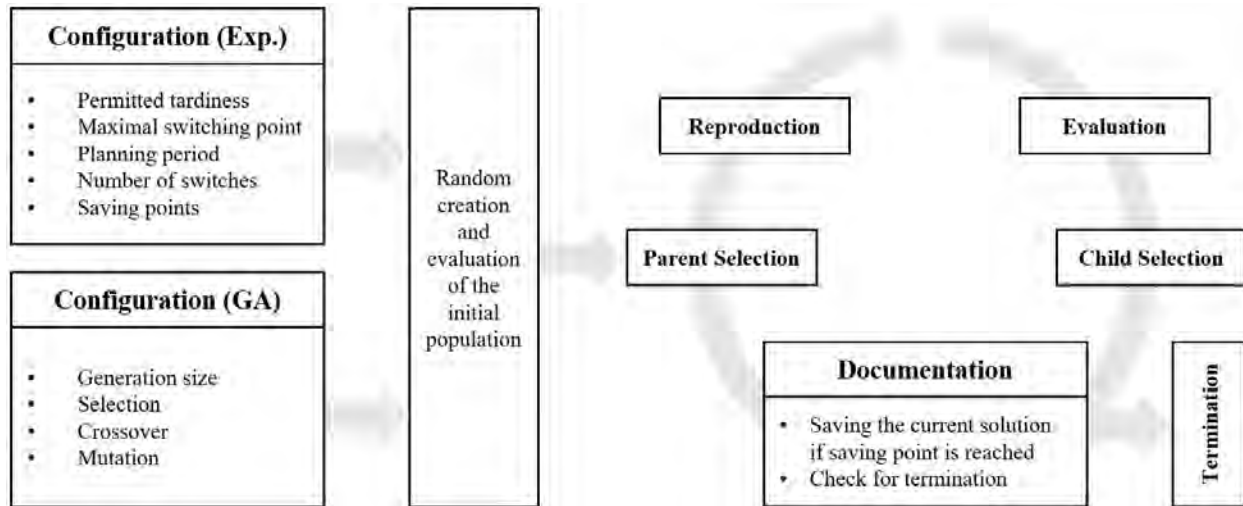 Configuration (Exp.)
• Permitted tardiness
• Maximal switching point
• Planning period
• Number of switches
• Saving points
Configuration (GA)
• Generation size
• Selection
• Crossover
• Mutation
Random
creation
and
evaluation
of the
initial
population
Reproduction
Evaluation
Parent Selection
Child Selection
Documentation
• Saving the current solution
if saving point is reached
• Check for termination
Termination